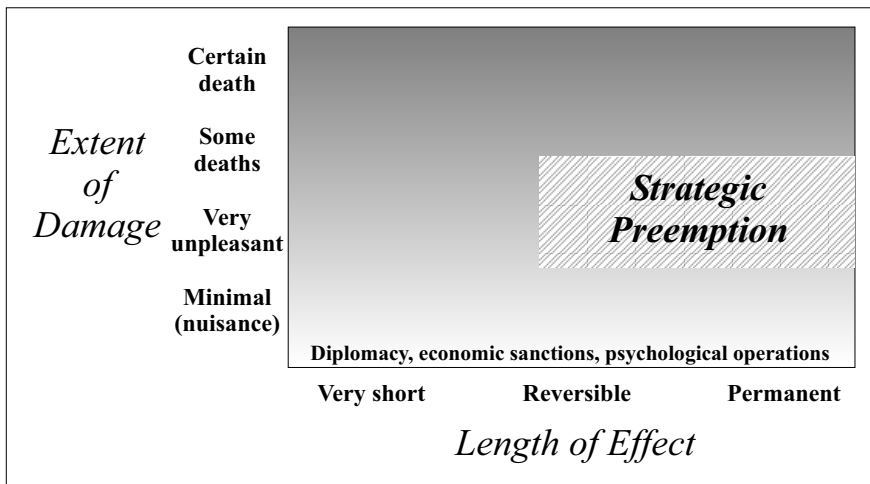 Extent
of
Damage
Certain
death
Some
deaths
Very
unpleasant
Minimal
(nuisance)
Strategic
Preemption
Diplomacy, economic sanctions, psychological operations
Very short
Reversible
Permanent
Length of Effect